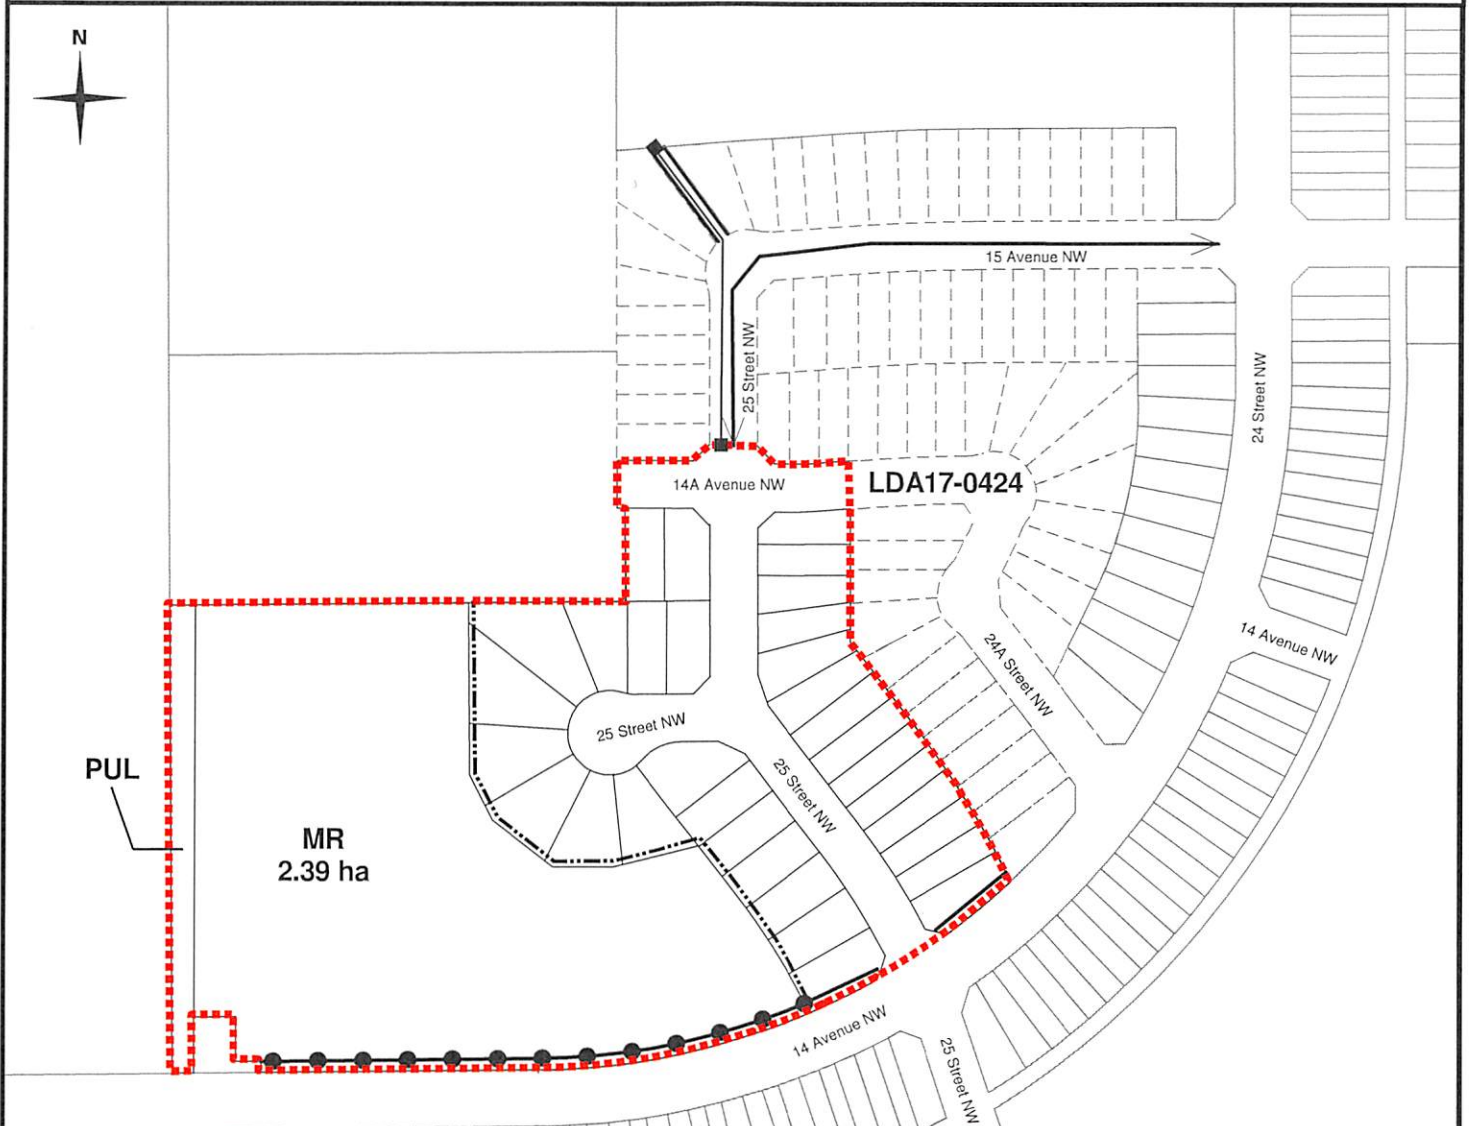 N
15 Avenue NW
25 Street NW
24 Street NW
14A Avenue NW
LDA17-0424
14 Avenue NW
24A Street NW
25 Street NW
25 Street NW
PUL
MR
2.39 ha
14 Avenue NW
25 Street NW